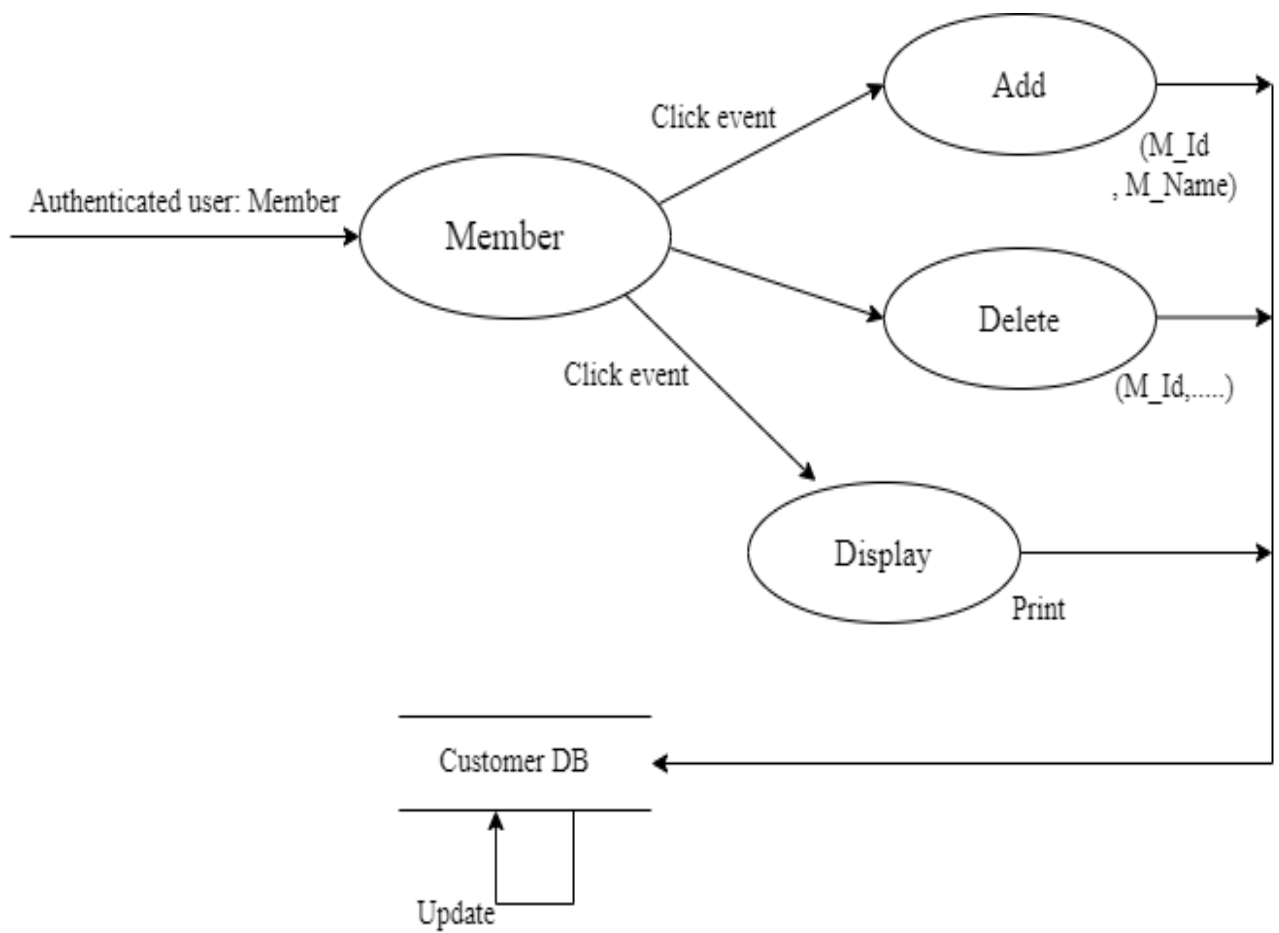 Add
Click event
(M_Id
, M_Name)
Authenticated user: Member
Member
Delete
Click event
(M_Id,.....)
Display
Print
Customer DB
Update